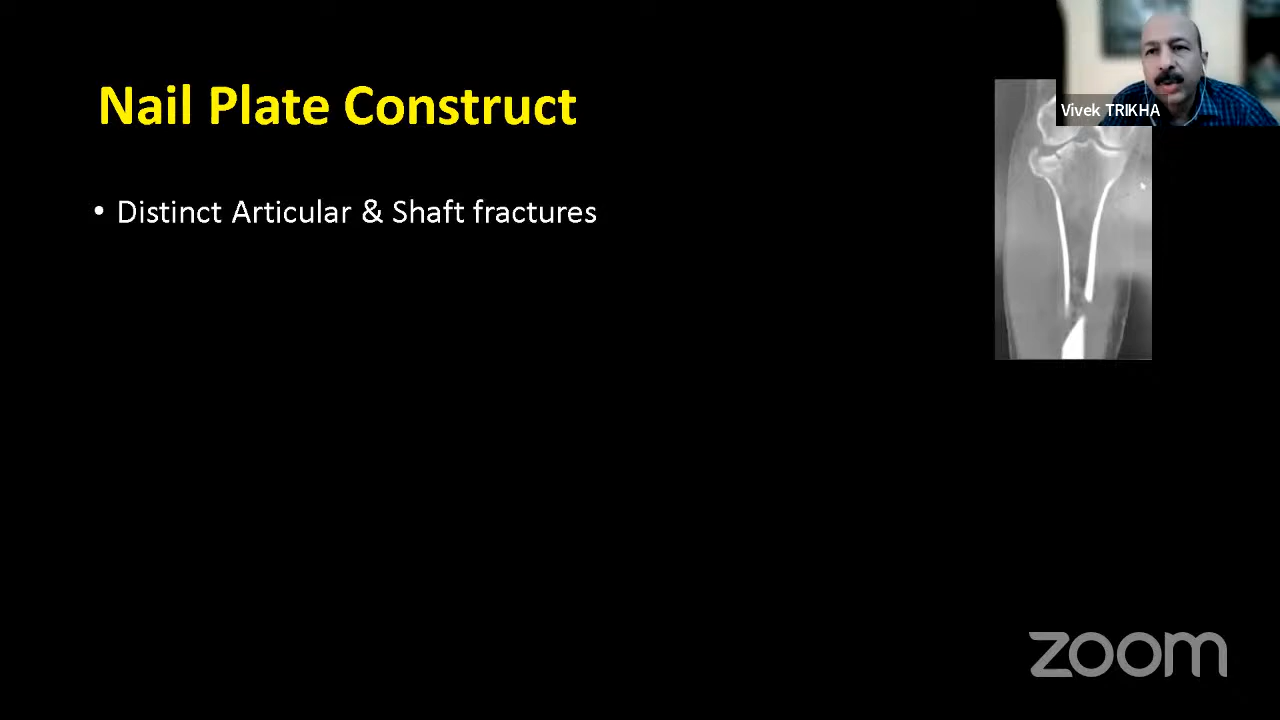 Nail Plate Construct
Vivek TRIKHA
• Distinct Articular & Shaft fractures
zoom